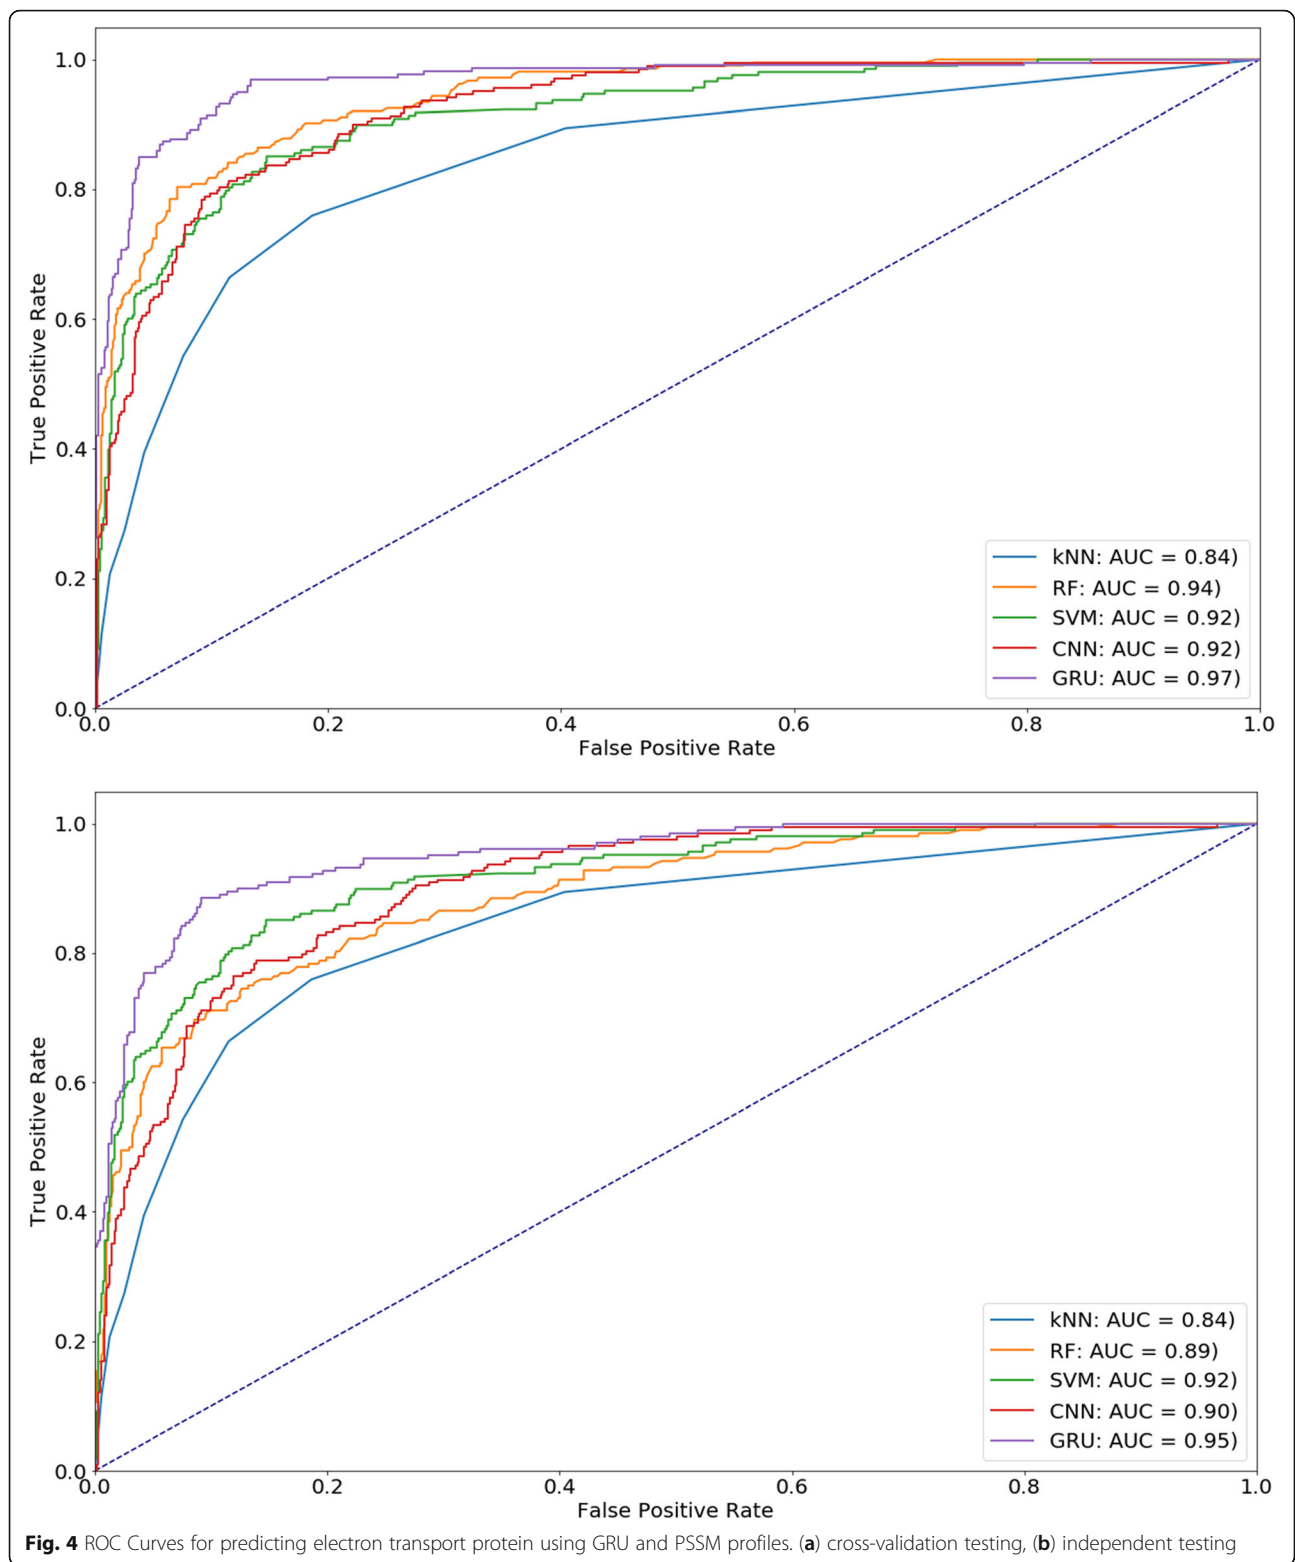 1.0
0.8
0.6
0.4
0.2
0.0
True Positive Rate
0.0 0.2 0.4 0.6 0.8 1.0
False Positive Rate
kNN: AUC = 0.84)
RF: AUC = 0.94)
SVM: AUC = 0.92)
CNN: AUC = 0.92)
GRU: AUC = 0.97)
1.0
0.8
0.6
0.4
0.2
0.0
True Positive Rate
0.0 0.2 0.4 0.6 0.8 1.0
False Positive Rate
kNN: AUC = 0.84)
RF: AUC = 0.89)
SVM: AUC = 0.92)
CNN: AUC = 0.90)
GRU: AUC = 0.95)
Fig. 4 ROC Curves for predicting electron transport protein using GRU and PSSM profiles. (a) cross-validation testing, (b) independent testing